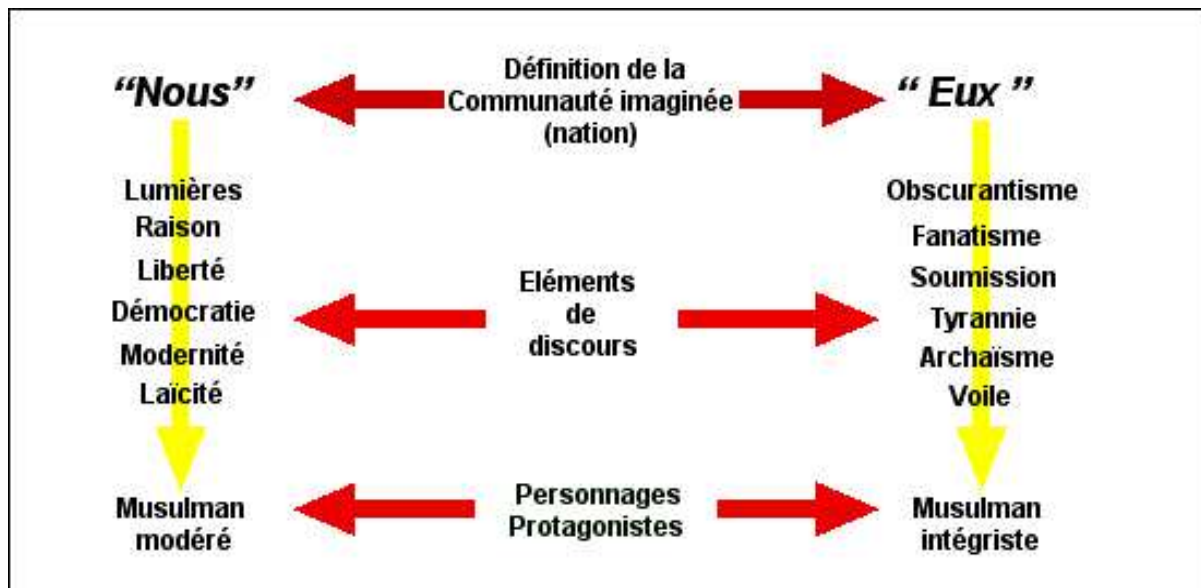 “Nous”
Définition de la
Communauté imaginée
(nation)
“ Eux ”
Lumières
Raison
Liberté
Démocratie
Modernité
Laïcité
Eléments
de
discours
Obscurantisme
Fanatisme
Soumission
Tyrannie
Archaïsme
Voile
Musulman
modéré
Personnages
Protagonistes
Musulman
intégriste